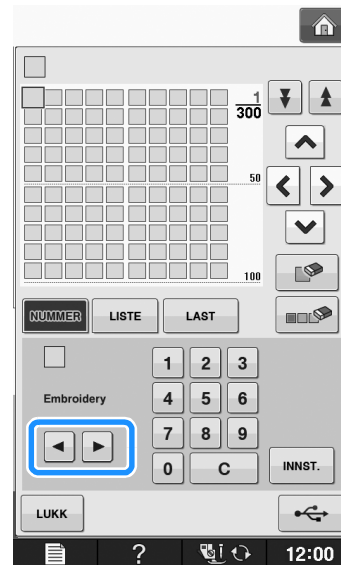 1
300
50
100
NUMMER LISTE LAST
1 2 3
Embroidery 4 5 6
7 8 9
0 C INNST.
LUKK
? i 12:00